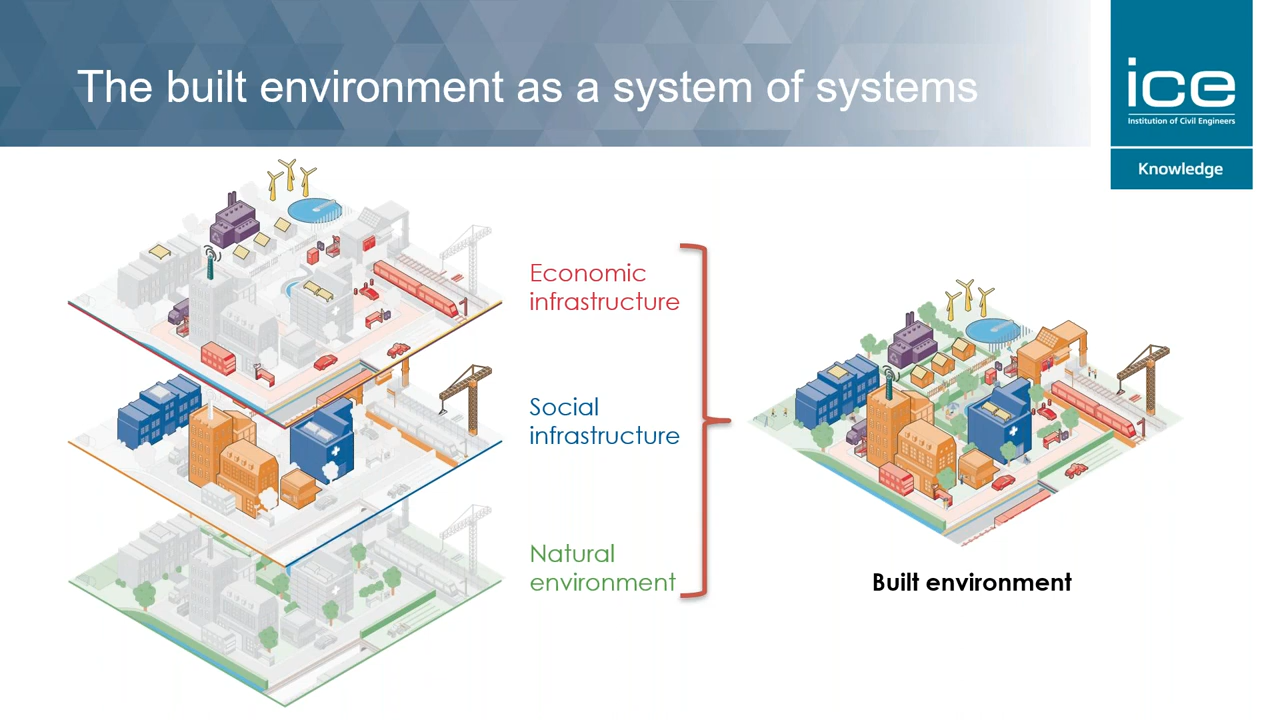 The built environment as a system of systems
ice
Institution of Civil Engineers
Knowledge
Economic
infrastructure
Social
infrastructure
Natural
environment
Built environment